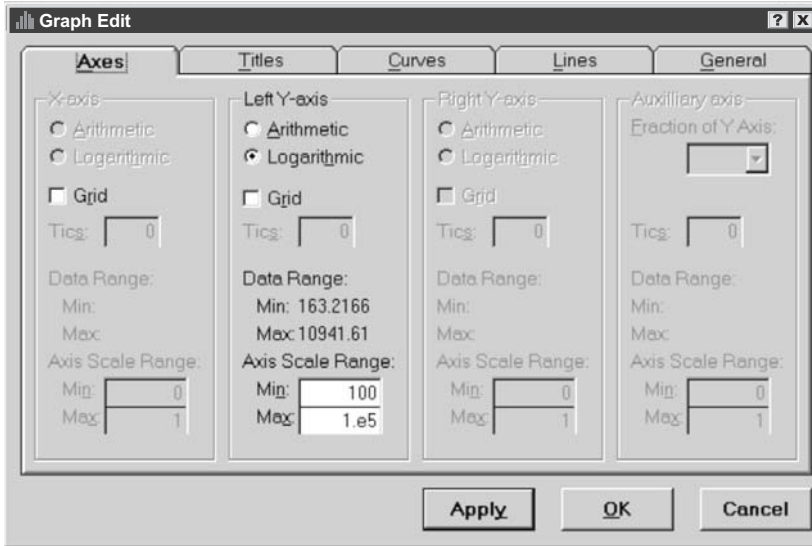 Graph Edit
? X
Axes
Titles
Curves
Lines
General
X-axis
Arithmetic
Logarithmic
Grid
Tics: 0
Data Range:
Min:
Max:
Axis Scale Range:
Min: 0
Max: 1
Left Y-axis
Arithmetic
Logarithmic
Grid
Tics: 0
Data Range:
Min: 163.2166
Max: 10941.61
Axis Scale Range:
Min: 100
Max: 1.e5
Right Y-axis
Arithmetic
Logarithmic
Grid
Tics: 0
Data Range:
Min:
Max:
Axis Scale Range:
Min: 0
Max: 1
Auxilliary axis
Fraction of Y Axis:
Tics: 0
Data Range:
Min:
Max:
Axis Scale Range:
Min: 0
Max: 1
Apply
OK
Cancel